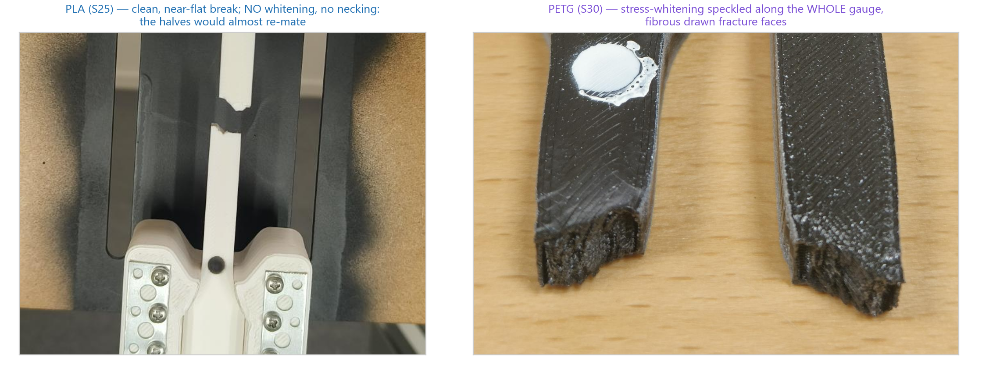 PLA (S25) — clean, near-flat break; NO whitening, no necking:
the halves would almost re-mate
PETG (S30) — stress-whitening speckled along the WHOLE gauge,
fibrous drawn fracture faces